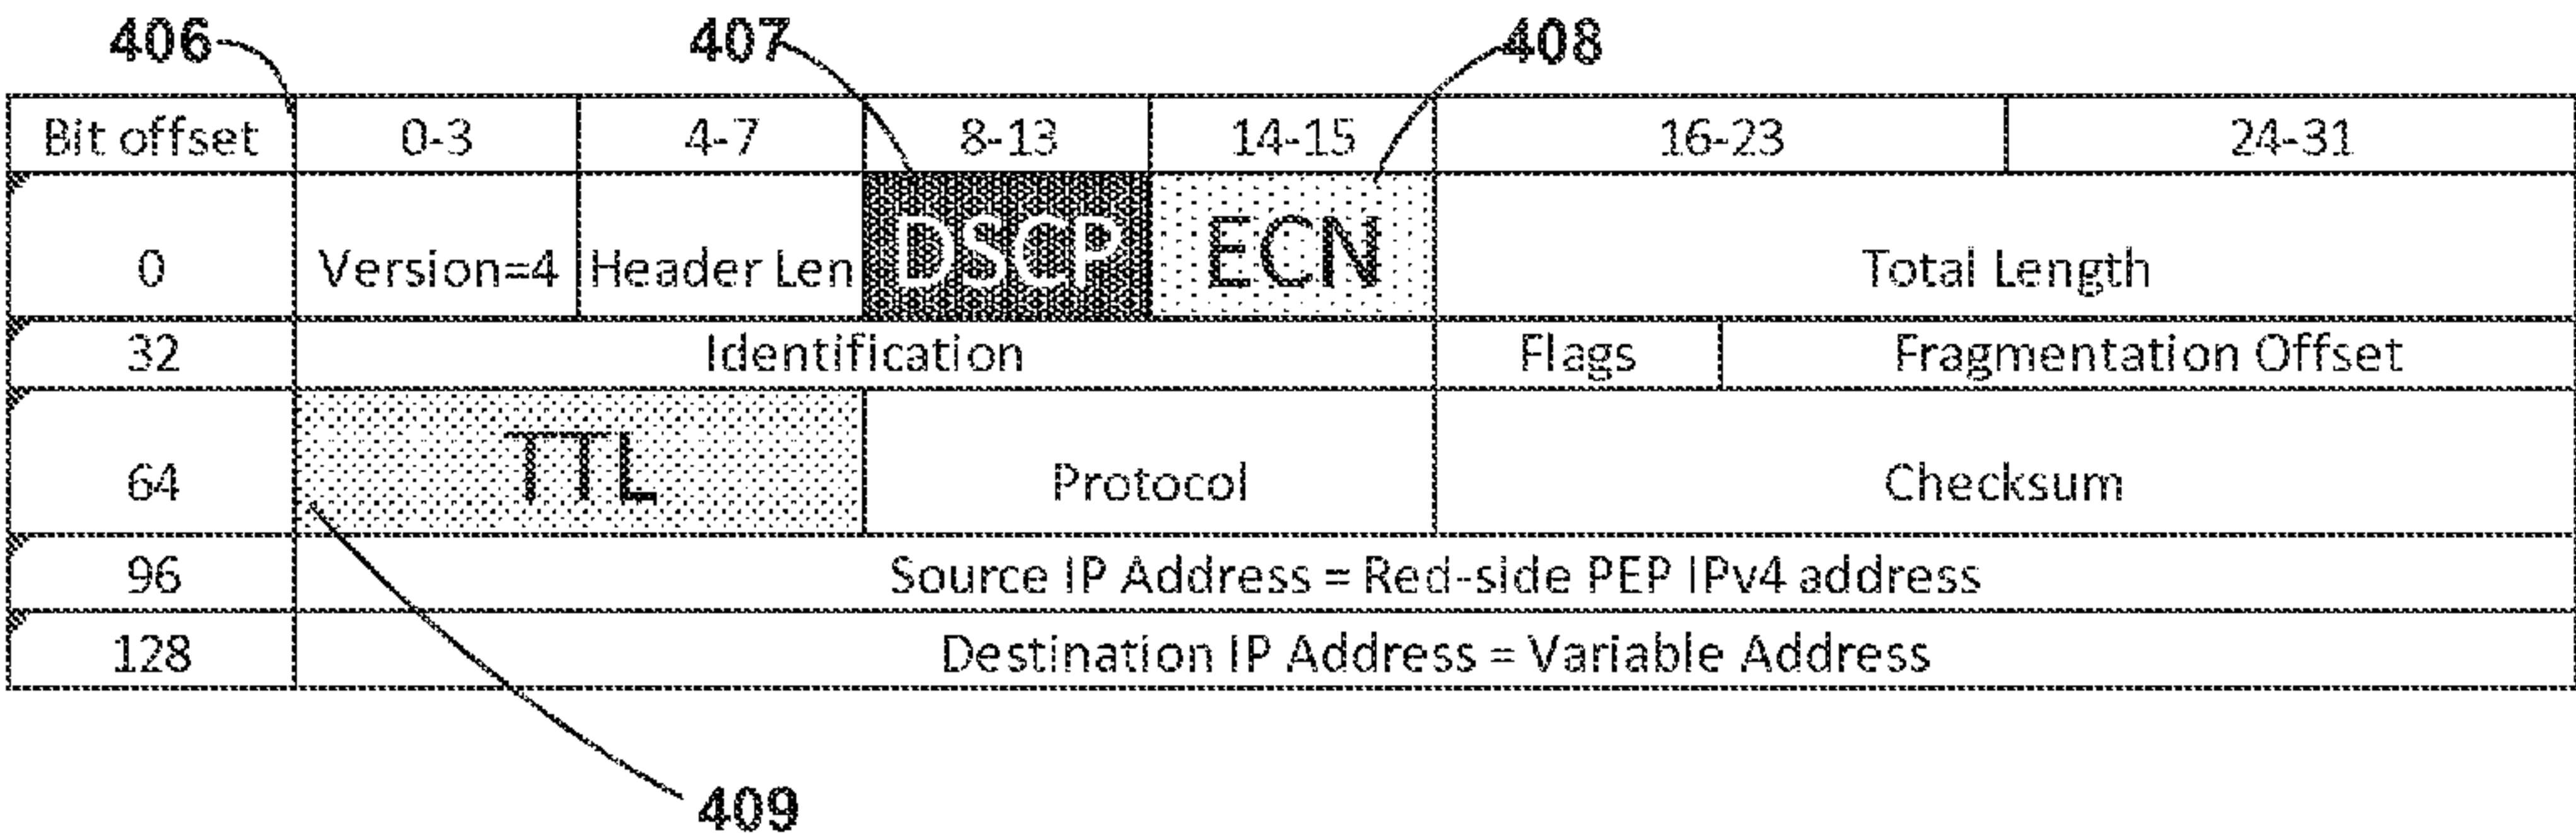 406 407 408
Bit offset 0-3 4-7 8-13 14-15 16-23 24-31
0 Version=4 Header Len DSCP ECN Total Length
32 Identification Flags Fragmentation Offset
64 TTL Protocol Checksum
96 Source IP Address = Red-side PEP IPv4 address
128 Destination IP Address = Variable Address
409